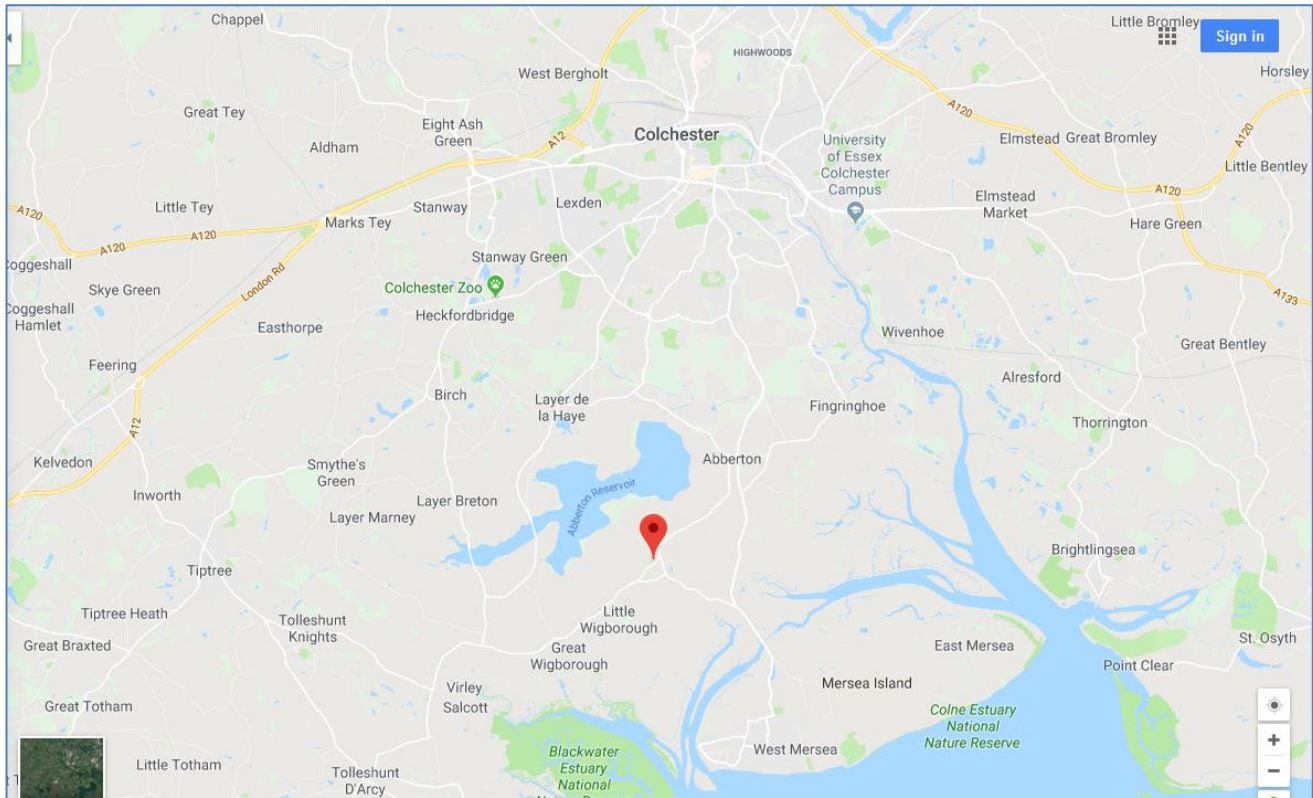 Chappel
Little Bromley
Sign in
HIGHWOODS
West Bergholt
Horsley
Great Tey
Eight Ash
Green
A12
Colchester
A120
University
of Essex
Colchester
Campus
Elmstead
Great Bromley
A120
Aldham
Little Bentley
A120
Little Tey
Stanway
Lexden
Elmstead
Market
A120
Marks Tey
Hare Green
A120
A120
Stanway Green
Coggeshall
Skye Green
London Rd
Colchester Zoo
A133
Coggeshall
Hamlet
Easthorpe
Heckfordbridge
Wivenhoe
Great Bentley
Feering
Alresford
Birch
Layer de
la Haye
Fingringhoe
A12
Thorrington
Kelvedon
Smythe's
Green
Abberton
Inworth
Layer Breton
Abberton Reservoir
Layer Marney
Brightlingsea
Tiptree
Tiptree Heath
Tolleshunt
Knights
Little
Wigborough
Great Braxted
Great
Wigborough
East Mersea
St. Osyth
Point Clear
Virley
Mersea Island
Salcott
Great Totham
Colne Estuary
National
Nature Reserve
West Mersea
Blackwater
Estuary
National
Little Totham
Tolleshunt
D'Arcy